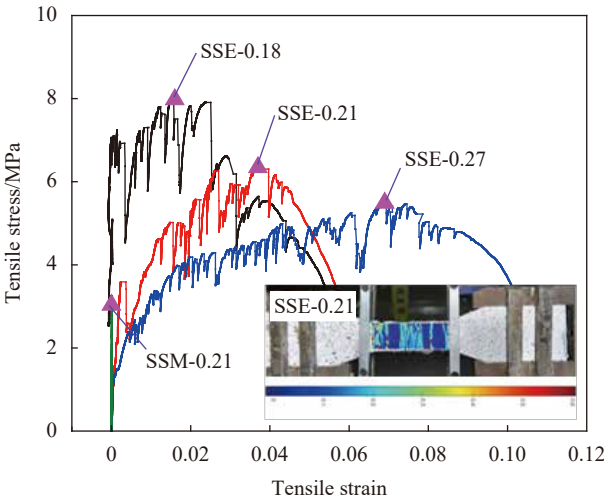 10
8
6
4
2
0
Tensile stress/MPa
SSE-0.18
SSE-0.21
SSE-0.27
SSM-0.21
SSE-0.21
0 0.02 0.04 0.06 0.08 0.10 0.12
Tensile strain